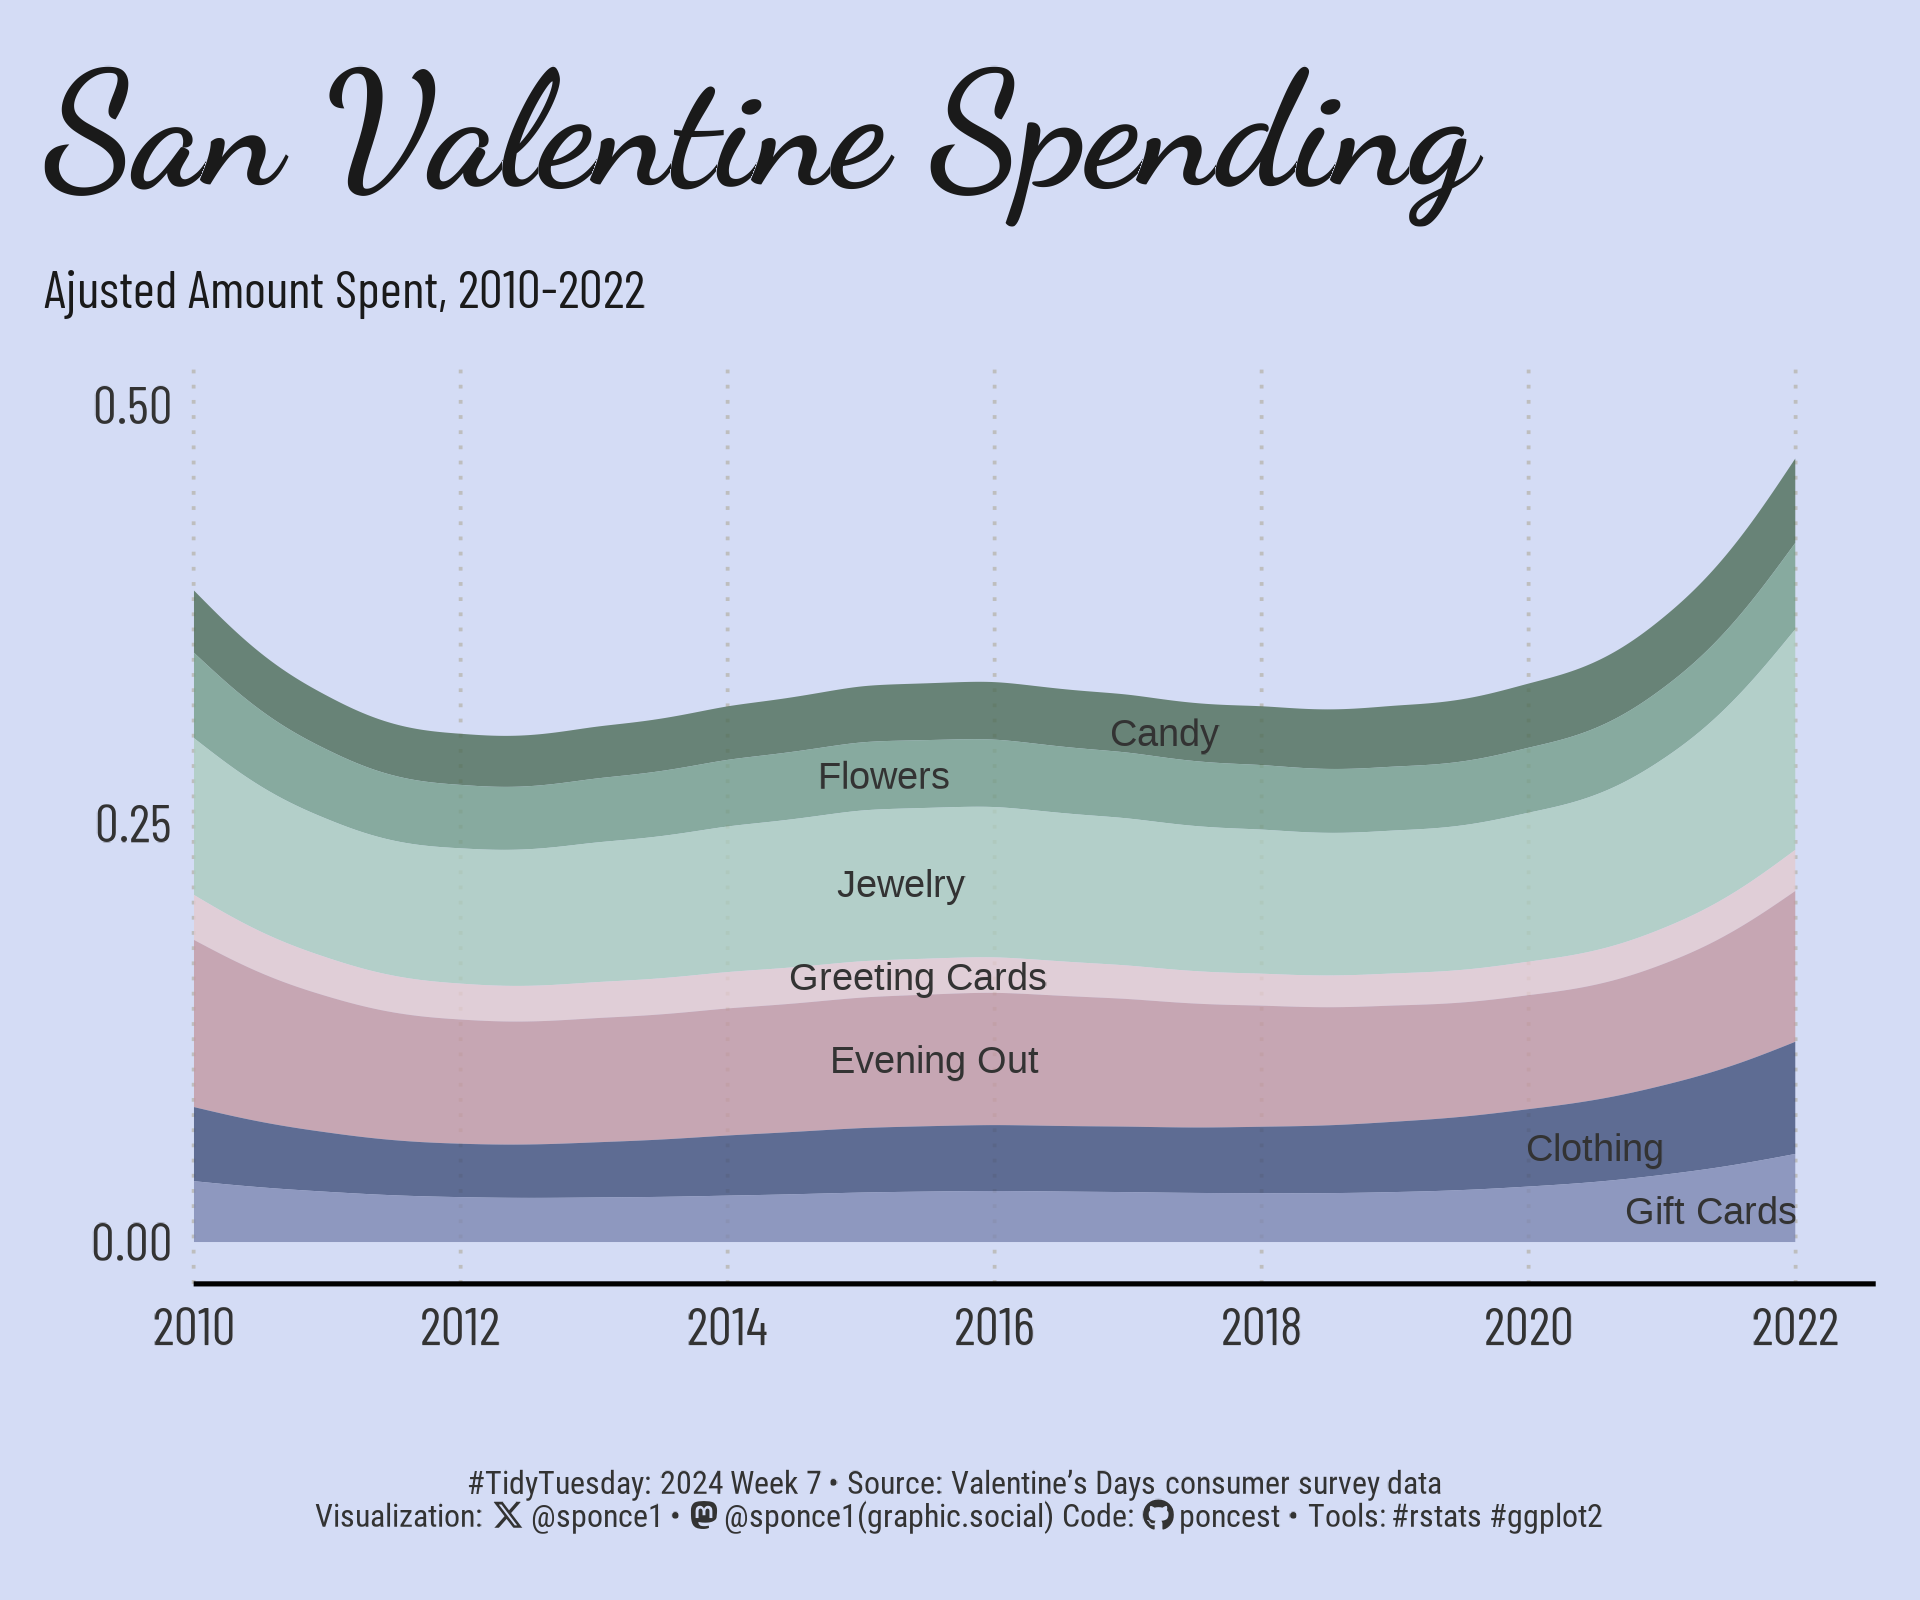 San Valentine Spending
Ajusted Amount Spent, 2010-2022
0.50
0.25
0.00
Candy
Flowers
Jewelry
Greeting Cards
Evening Out
Clothing
Gift Cards
2010 2012 2014 2016 2018 2020 2022
#TidyTuesday: 2024 Week 7 • Source: Valentine’s Days consumer survey data
Visualization: @sponce1 • @sponce1(graphic.social) Code: poncest • Tools: #rstats #ggplot2